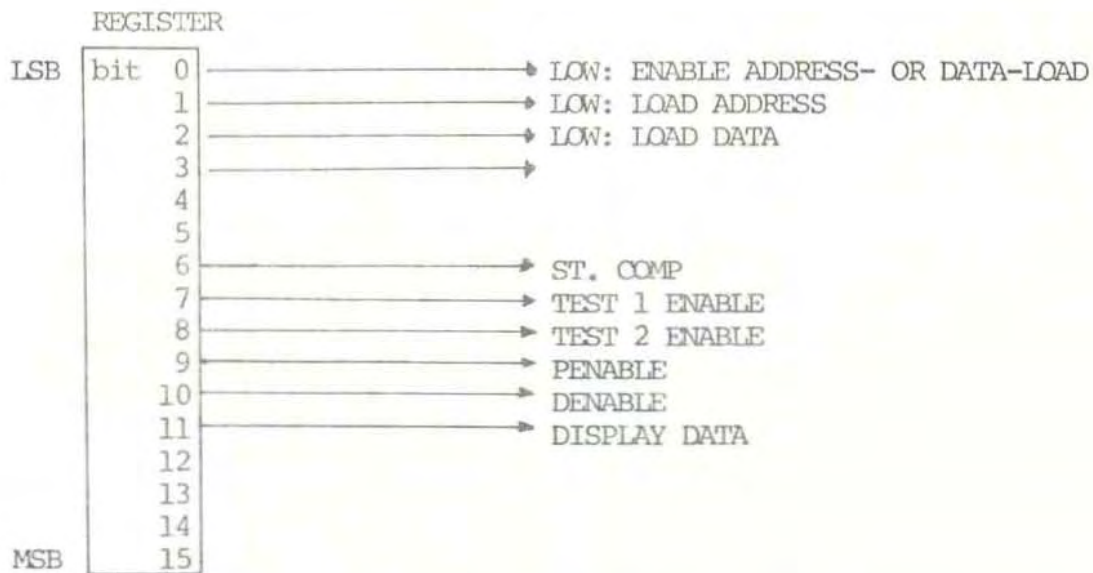 REGISTER
LSB bit 0 LOW: ENABLE ADDRESS- OR DATA-LOAD
1 LOW: LOAD ADDRESS
2 LOW: LOAD DATA
3
4
5
6 ST. COMP
7 TEST 1 ENABLE
8 TEST 2 ENABLE
9 PENABLE
10 DENABLE
11 DISPLAY DATA
12
13
14
MSB 15